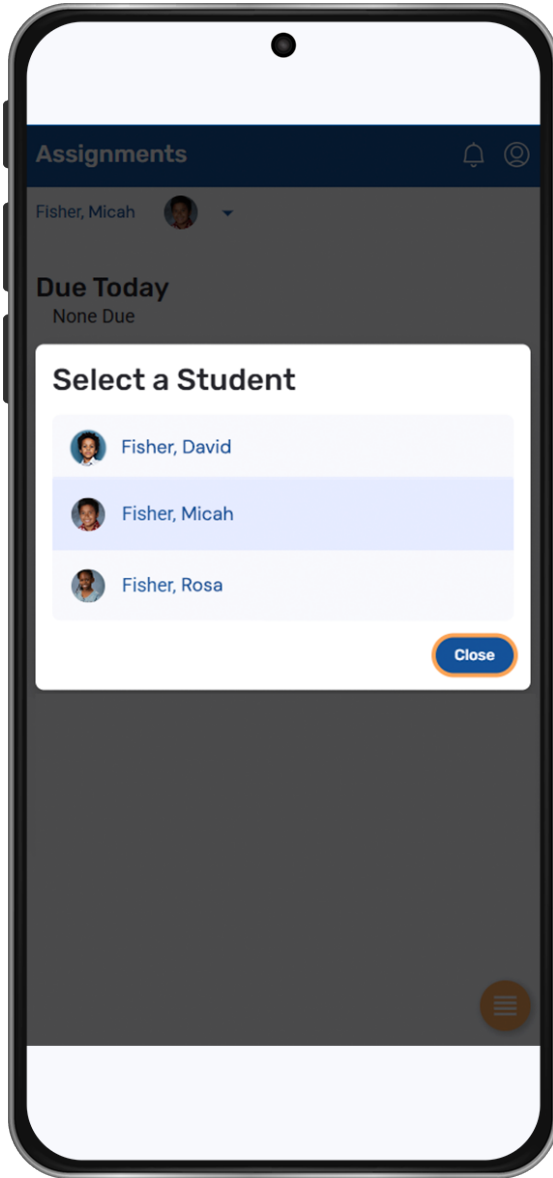 Assignments
Fisher, Micah
Due Today
None Due
Select a Student
Fisher, David
Fisher, Micah
Fisher, Rosa
Close